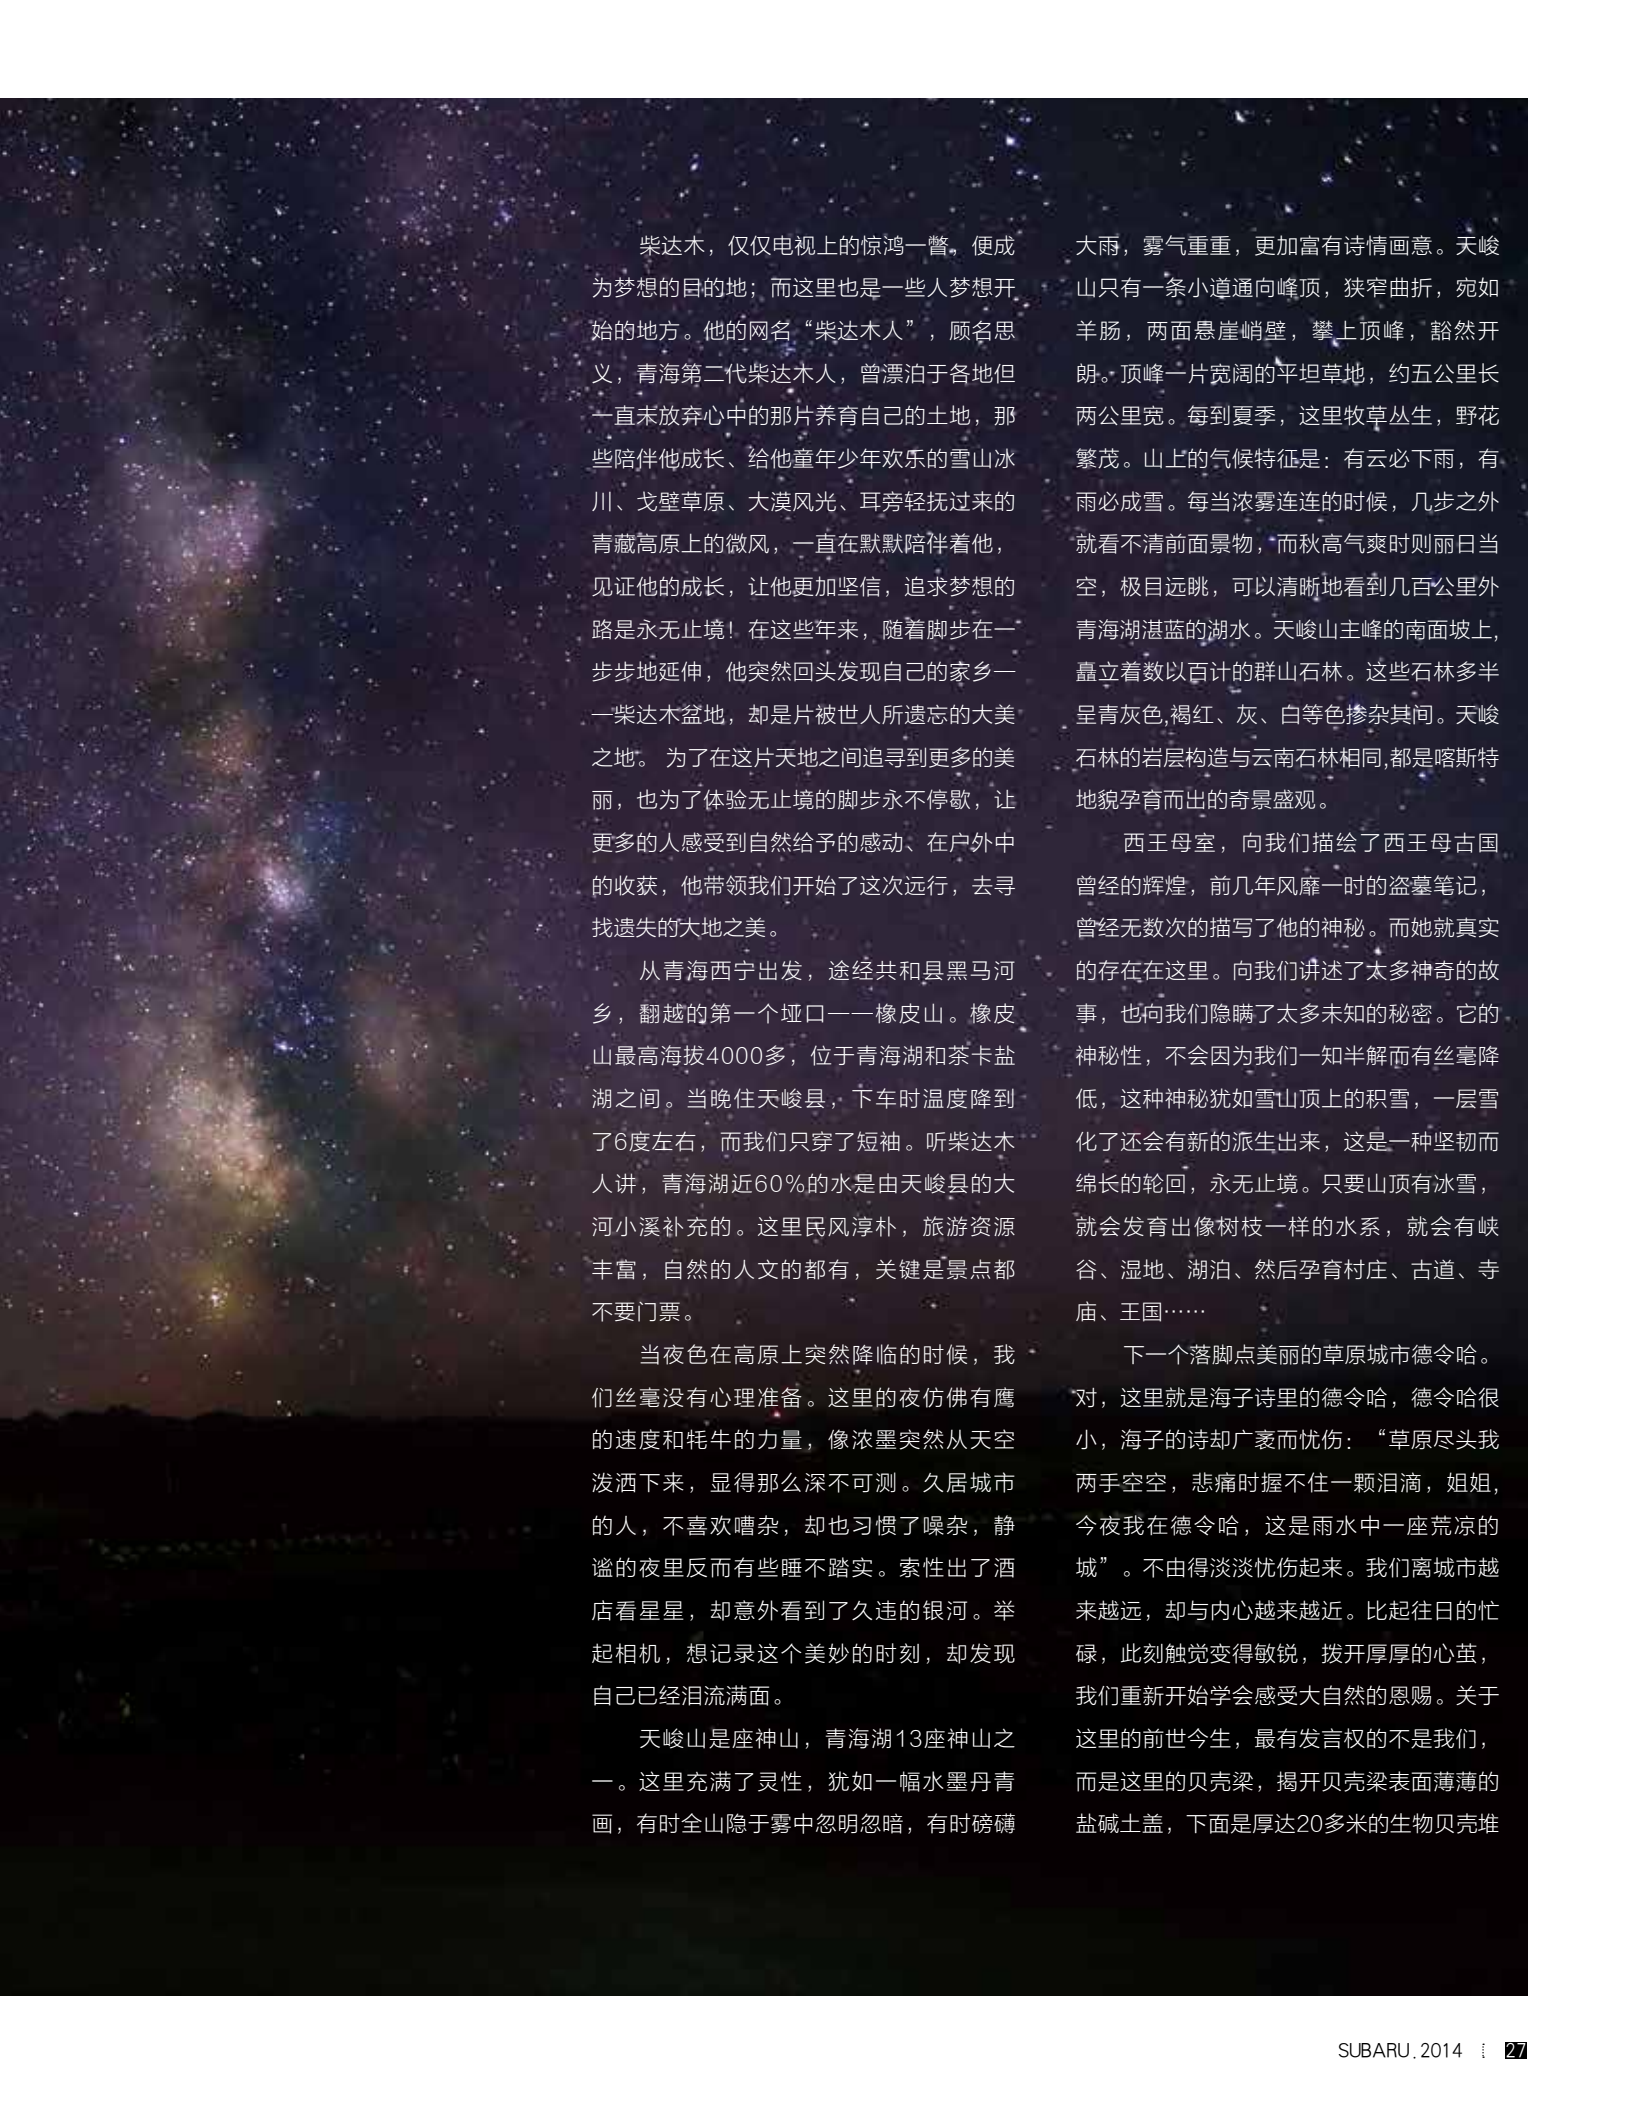 柴达木，仅仅电视上的惊鸿一瞥，便成
为梦想的目的地；而这里也是一些人梦想开
始的地方。他的网名“柴达木人”，顾名思
义，青海第二代柴达木人，曾漂泊于各地但
一直未放弃心中的那片养育自己的土地，那
些陪伴他成长、给他童年少年欢乐的雪山冰
川、戈壁草原、大漠风光、耳旁轻抚过来的
青藏高原上的微风，一直在默默陪伴着他，
见证他的成长，让他更加坚信，追求梦想的
路是永无止境！在这些年来，随着脚步在一
步步地延伸，他突然回头发现自己的家乡—
—柴达木盆地，却是片被世人所遗忘的大美
之地。 为了在这片天地之间追寻到更多的美
丽，也为了体验无止境的脚步永不停歇，让
更多的人感受到自然给予的感动、在户外中
的收获，他带领我们开始了这次远行，去寻
找遗失的大地之美。
从青海西宁出发，途经共和县黑马河
乡，翻越的第一个垭口——橡皮山。橡皮
山最高海拔4000多，位于青海湖和茶卡盐
湖之间。当晚住天峻县，下车时温度降到
了6度左右，而我们只穿了短袖。听柴达木
人讲，青海湖近60%的水是由天峻县的大
河小溪补充的。这里民风淳朴，旅游资源
丰富，自然的人文的都有，关键是景点都
不要门票。
当夜色在高原上突然降临的时候，我
们丝毫没有心理准备。这里的夜仿佛有鹰
的速度和牦牛的力量，像浓墨突然从天空
泼洒下来，显得那么深不可测。久居城市
的人，不喜欢嘈杂，却也习惯了噪杂，静
谧的夜里反而有些睡不踏实。索性出了酒
店看星星，却意外看到了久违的银河。举
起相机，想记录这个美妙的时刻，却发现
自己已经泪流满面。
天峻山是座神山，青海湖13座神山之
一。这里充满了灵性，犹如一幅水墨丹青
画，有时全山隐于雾中忽明忽暗，有时磅礴
大雨，雾气重重，更加富有诗情画意。天峻
山只有一条小道通向峰顶，狭窄曲折，宛如
羊肠，两面悬崖峭壁，攀上顶峰，豁然开
朗。顶峰一片宽阔的平坦草地，约五公里长
两公里宽。每到夏季，这里牧草丛生，野花
繁茂。山上的气候特征是：有云必下雨，有
雨必成雪。每当浓雾连连的时候，几步之外
就看不清前面景物，而秋高气爽时则丽日当
空，极目远眺，可以清晰地看到几百公里外
青海湖湛蓝的湖水。天峻山主峰的南面坡上,
矗立着数以百计的群山石林。这些石林多半
呈青灰色,褐红、灰、白等色掺杂其间。天峻
石林的岩层构造与云南石林相同,都是喀斯特
地貌孕育而出的奇景盛观。
西王母室，向我们描绘了西王母古国
曾经的辉煌，前几年风靡一时的盗墓笔记，
曾经无数次的描写了他的神秘。而她就真实
的存在在这里。向我们讲述了太多神奇的故
事，也向我们隐瞒了太多未知的秘密。它的
神秘性，不会因为我们一知半解而有丝毫降
低，这种神秘犹如雪山顶上的积雪，一层雪
化了还会有新的派生出来，这是一种坚韧而
绵长的轮回，永无止境。只要山顶有冰雪，
就会发育出像树枝一样的水系，就会有峡
谷、湿地、湖泊、然后孕育村庄、古道、寺
庙、王国……
下一个落脚点美丽的草原城市德令哈。
对，这里就是海子诗里的德令哈，德令哈很
小，海子的诗却广袤而忧伤：“草原尽头我
两手空空，悲痛时握不住一颗泪滴，姐姐,
今夜我在德令哈，这是雨水中一座荒凉的
城”。不由得淡淡忧伤起来。我们离城市越
来越远，却与内心越来越近。比起往日的忙
碌，此刻触觉变得敏锐，拨开厚厚的心茧，
我们重新开始学会感受大自然的恩赐。关于
这里的前世今生，最有发言权的不是我们，
而是这里的贝壳梁，揭开贝壳梁表面薄薄的
盐碱土盖，下面是厚达20多米的生物贝壳堆
SUBARU . 2014 27